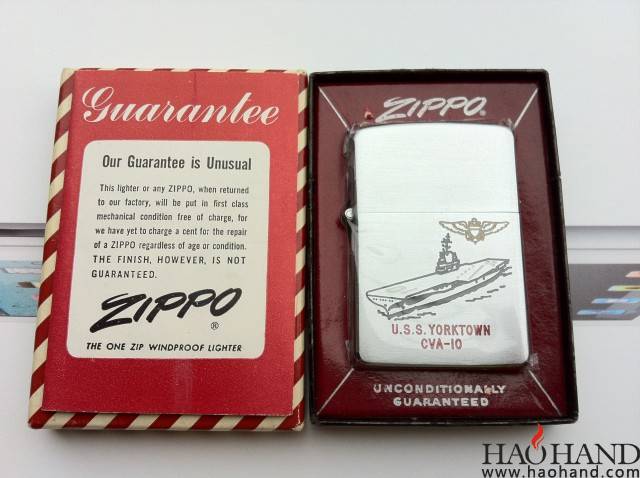 Guarantee
Our Guarantee is Unusual
This lighter or any ZIPPO, when returned
to our factory, will be put in first class
mechanical condition free of charge, for
we have yet to charge a cent for the repair
of a ZIPPO regardless of age or condition.
THE FINISH, HOWEVER, IS NOT
GUARANTEED.
ZIPPO
®
THE ONE ZIP WINDPROOF LIGHTER
ZIPPO
U.S.S. YORKTOWN
CVA-10
UNCONDITIONALLY
GUARANTEED
HAOHAND
www.haohand.com